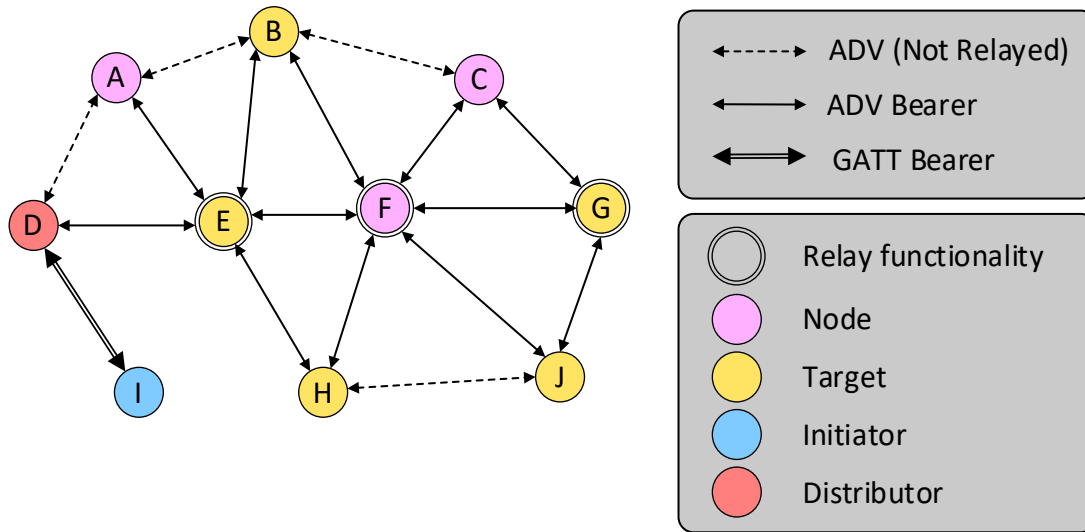 B
A
C
D
E
F
G
I
H
J
ADV (Not Relayed)
ADV Bearer
GATT Bearer
Relay functionality
Node
Target
Initiator
Distributor